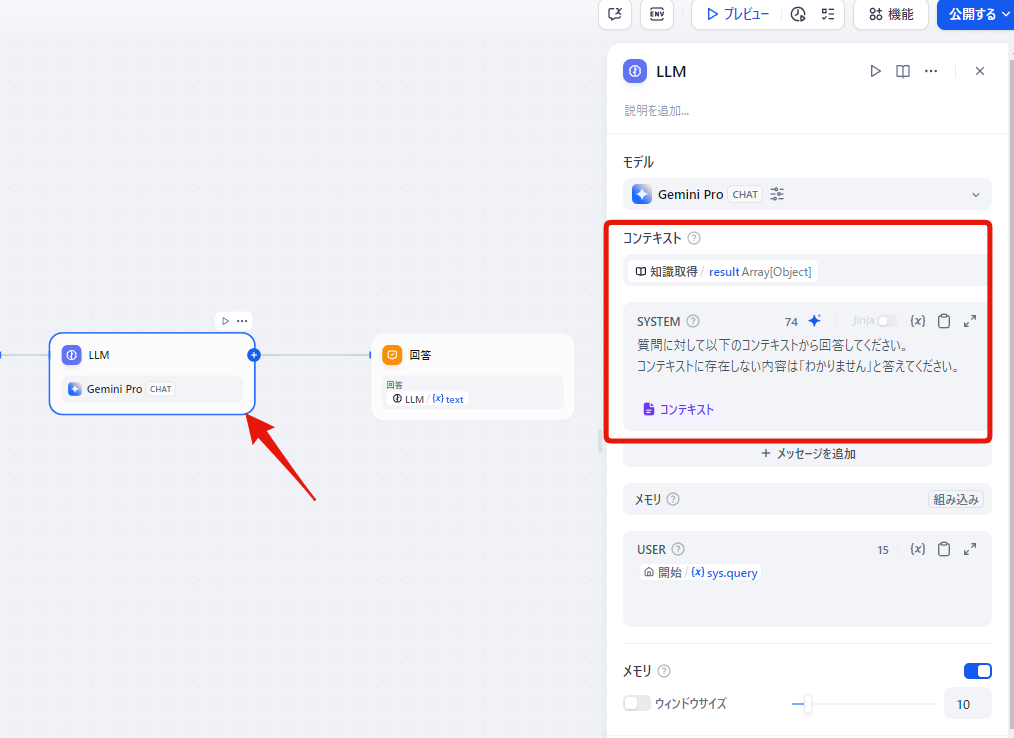 ENV
プレビュー
機能
公開する
LLM
説明を追加...
モデル
Gemini Pro CHAT
コンテキスト
知識取得 / result Array[Object]
SYSTEM
74
Jinja
{x}
質問に対して以下のコンテキストから回答してください。
コンテキストに存在しない内容は「わかりません」と答えてください。
コンテキスト
+ メッセージを追加
メモリ
組み込み
USER
15
{x}
開始 / {x} sys.query
メモリ
ウィンドウサイズ
10
LLM
Gemini Pro CHAT
回答
回答
LLM / {x} text